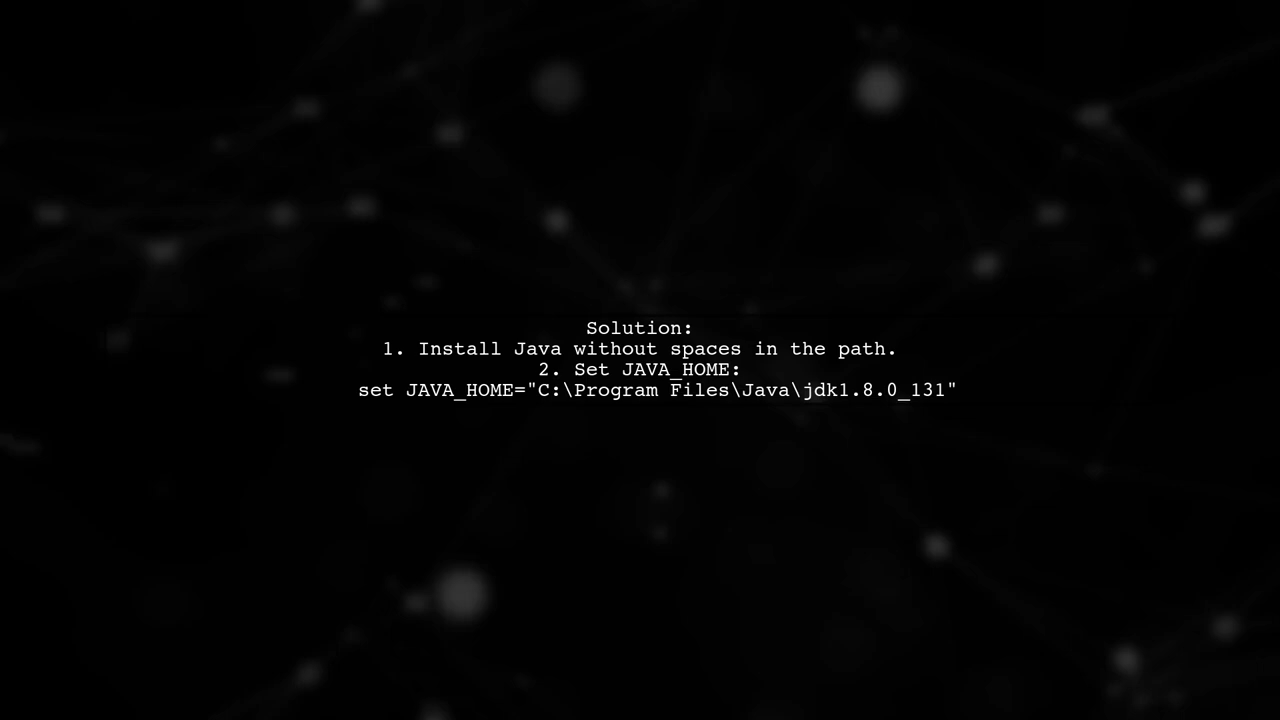 Solution:
1. Install Java without spaces in the path.
2. Set JAVA_HOME:
set JAVA_HOME="C:\Program Files\Java\jdk1.8.0_131"